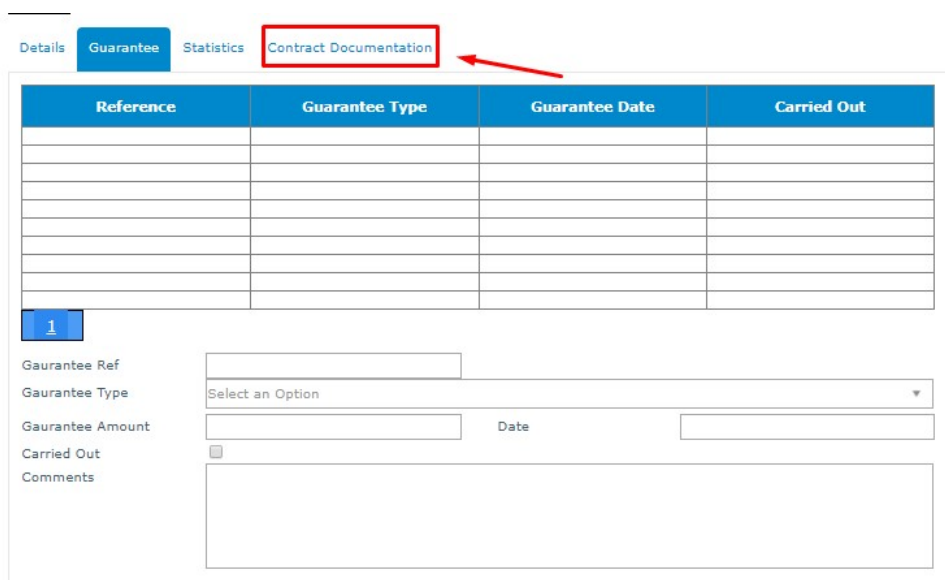 Details Guarantee Statistics Contract Documentation
Reference Guarantee Type Guarantee Date Carried Out
1
Gaurantee Ref
Gaurantee Type Select an Option
Gaurantee Amount Date
Carried Out
Comments